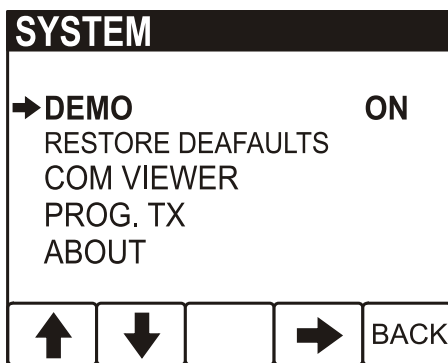 SYSTEM
DEMO ON
RESTORE DEAFAULTS
COM VIEWER
PROG. TX
ABOUT
BACK